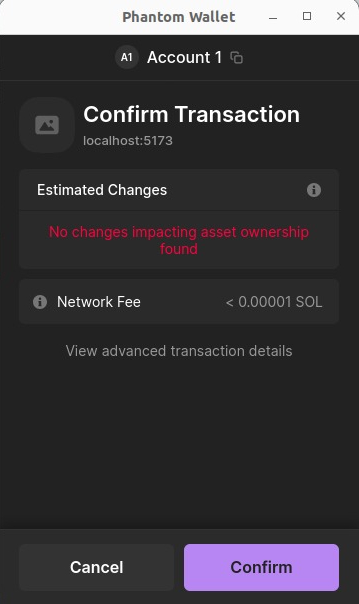 Phantom Wallet
A1 Account 1
Confirm Transaction
localhost:5173
Estimated Changes
No changes impacting asset ownership
found
Network Fee < 0.00001 SOL
View advanced transaction details
Cancel Confirm